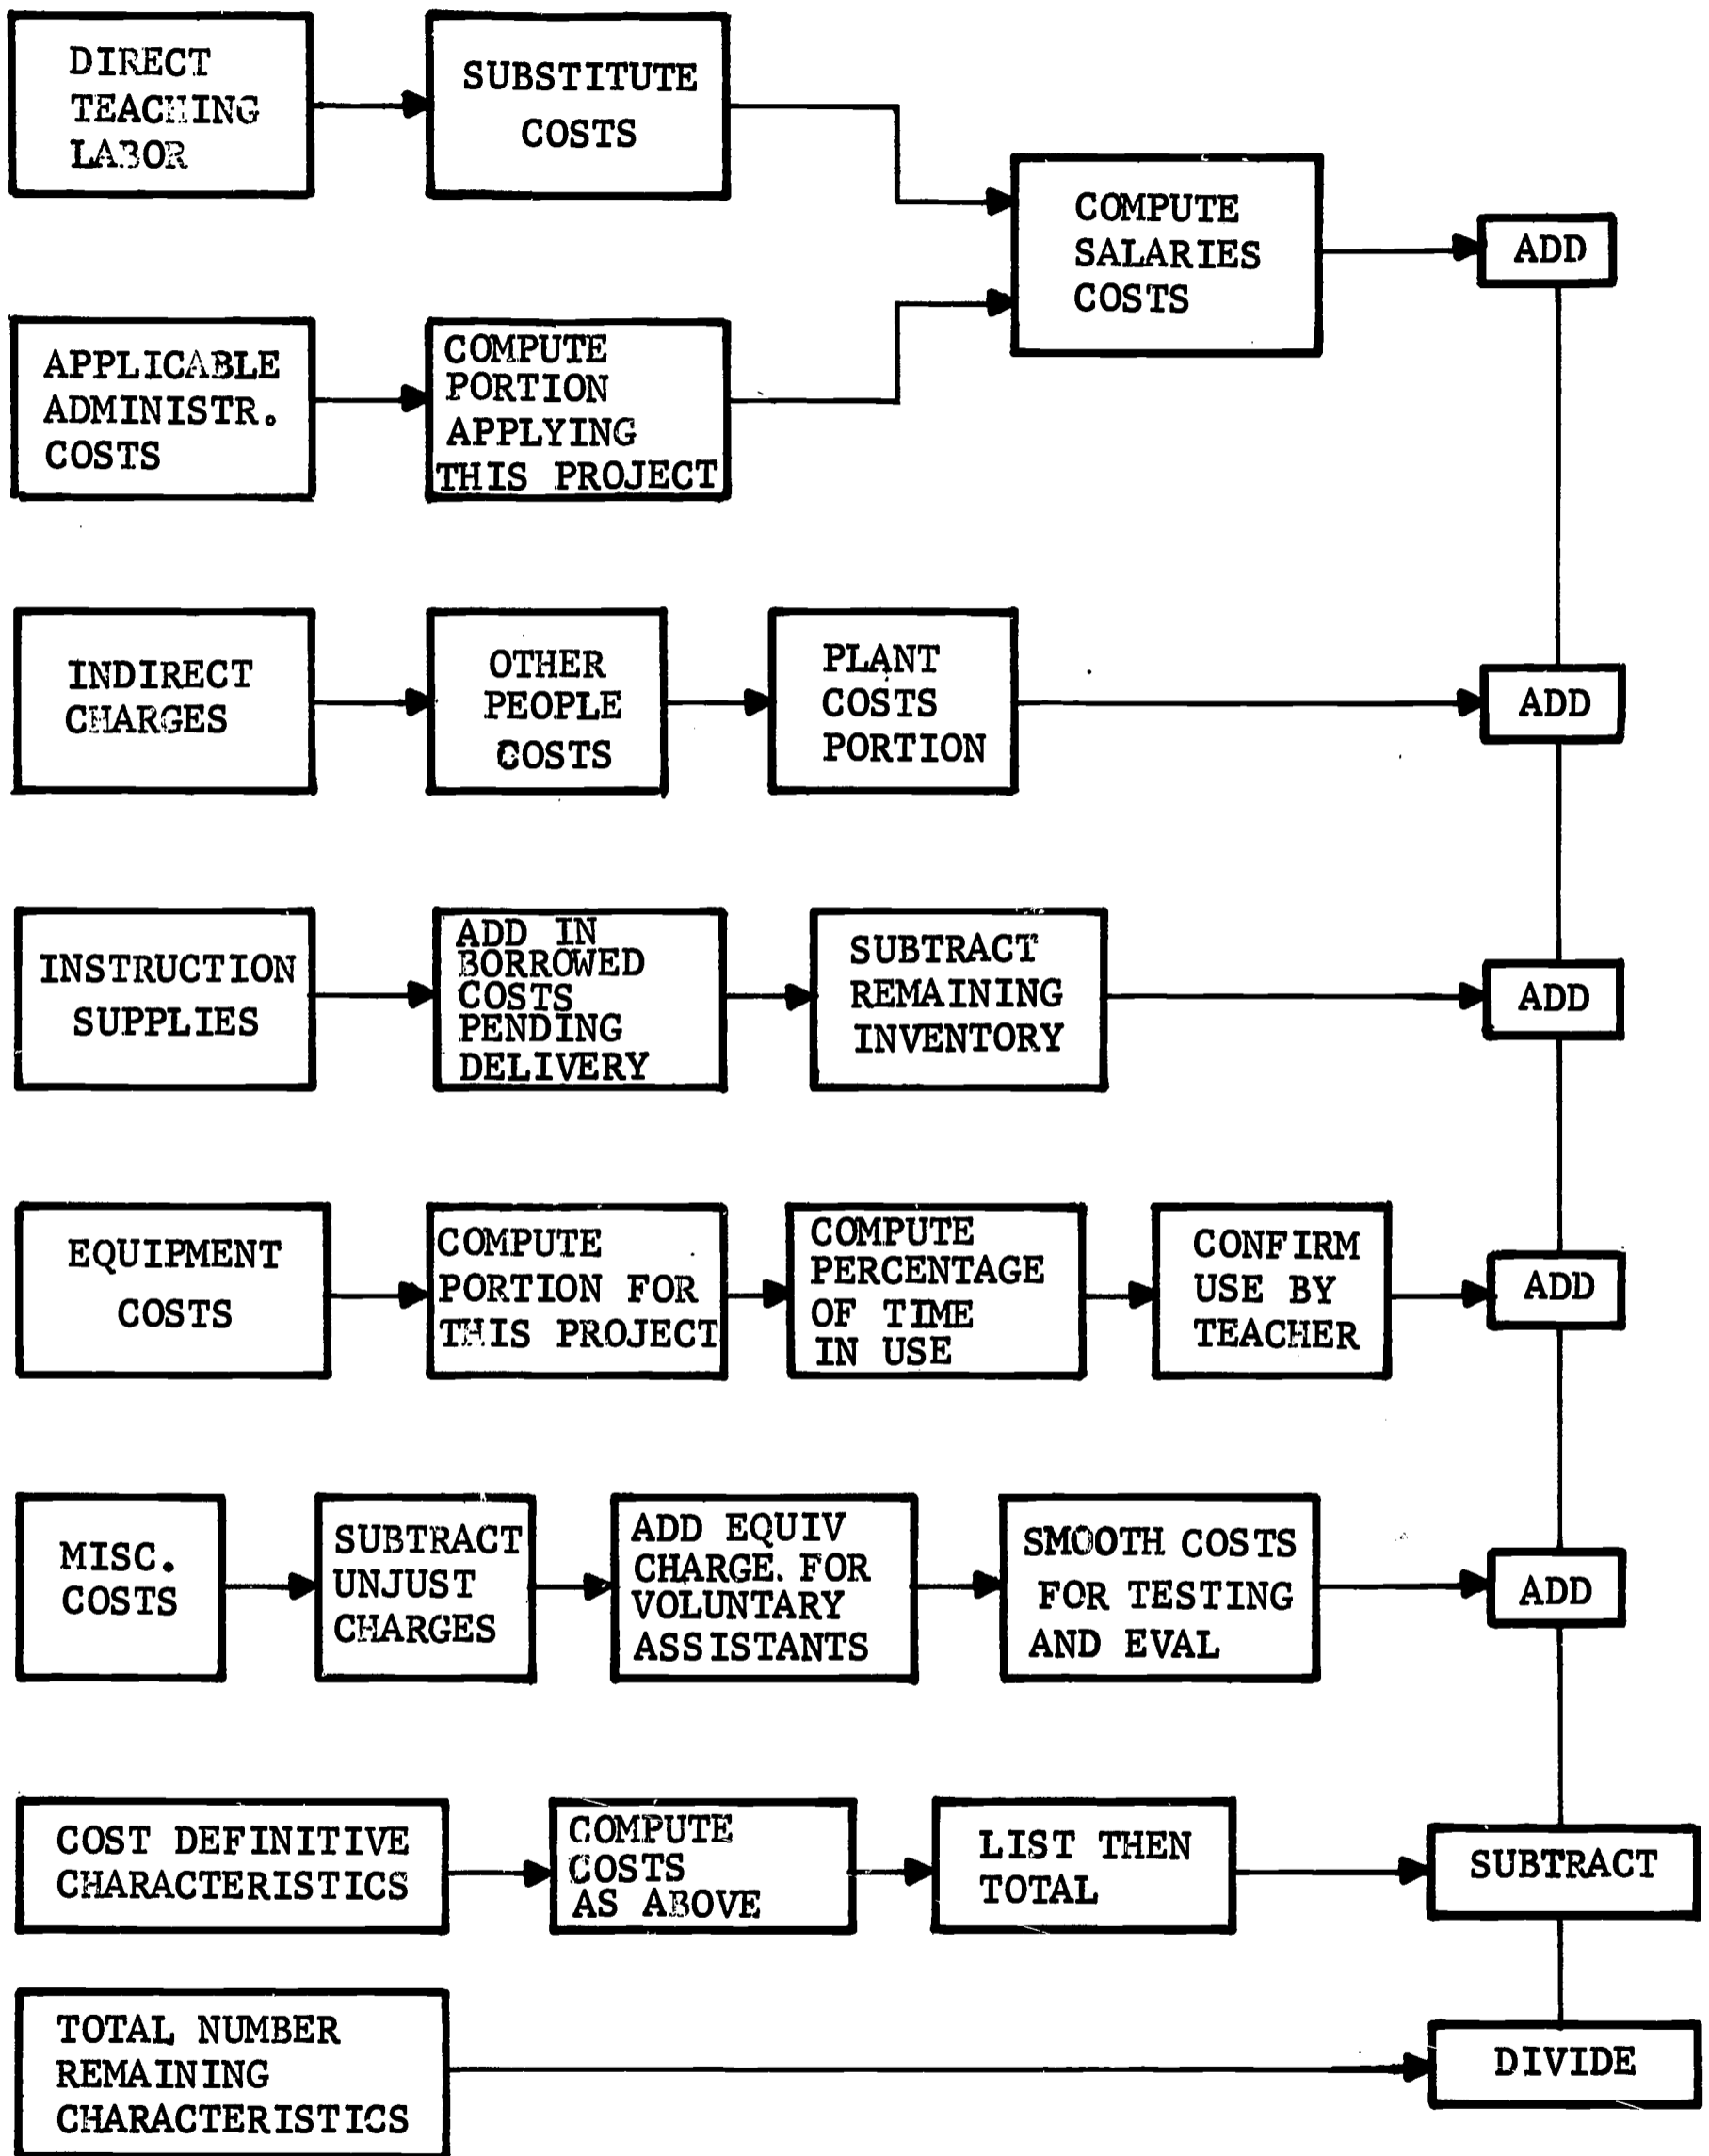 DIRECT
TEACHING
LABOR
SUBSTITUTE
COSTS
COMPUTE
SALARIES
COSTS
ADD
APPLICABLE
ADMINISTR.
COSTS
COMPUTE
PORTION
APPLYING
THIS PROJECT
INDIRECT
CHARGES
OTHER
PEOPLE
COSTS
PLANT
COSTS
PORTION
ADD
INSTRUCTION
SUPPLIES
ADD IN
BORROWED
COSTS
PENDING
DELIVERY
SUBTRACT
REMAINING
INVENTORY
ADD
EQUIPMENT
COSTS
COMPUTE
PORTION FOR
THIS PROJECT
COMPUTE
PERCENTAGE
OF TIME
IN USE
CONFIRM
USE BY
TEACHER
ADD
MISC.
COSTS
SUBTRACT
UNJUST
CHARGES
ADD EQUIV
CHARGE. FOR
VOLUNTARY
ASSISTANTS
SMOOTH COSTS
FOR TESTING
AND EVAL
ADD
COST DEFINITIVE
CHARACTERISTICS
COMPUTE
COSTS
AS ABOVE
LIST THEN
TOTAL
SUBTRACT
TOTAL NUMBER
REMAINING
CHARACTERISTICS
DIVIDE